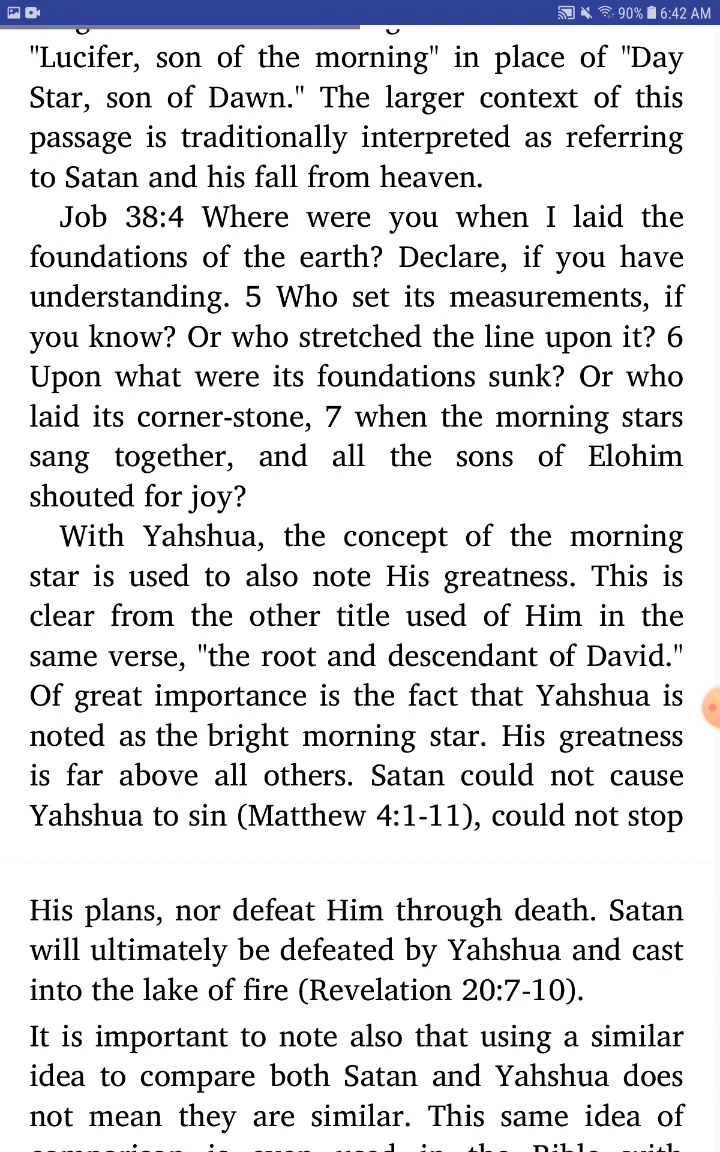 90% 6:42 AM
"Lucifer, son of the morning" in place of "Day
Star, son of Dawn." The larger context of this
passage is traditionally interpreted as referring
to Satan and his fall from heaven.
Job 38:4 Where were you when I laid the
foundations of the earth? Declare, if you have
understanding. 5 Who set its measurements, if
you know? Or who stretched the line upon it? 6
Upon what were its foundations sunk? Or who
laid its corner-stone, 7 when the morning stars
sang together, and all the sons of Elohim
shouted for joy?
With Yahshua, the concept of the morning
star is used to also note His greatness. This is
clear from the other title used of Him in the
same verse, "the root and descendant of David."
Of great importance is the fact that Yahshua is
noted as the bright morning star. His greatness
is far above all others. Satan could not cause
Yahshua to sin (Matthew 4:1-11), could not stop
His plans, nor defeat Him through death. Satan
will ultimately be defeated by Yahshua and cast
into the lake of fire (Revelation 20:7-10).
It is important to note also that using a similar
idea to compare both Satan and Yahshua does
not mean they are similar. This same idea of
comparison is even used in the Bible with